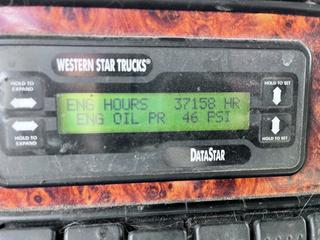 WESTERN STAR TRUCKS®
HOLD TO
EXPAND
HOLD TO SET
ENG HOURS 37158 HR
ENG OIL PR 46 PSI
HOLD TO
EXPAND
HOLD TO SET
DATASTAR